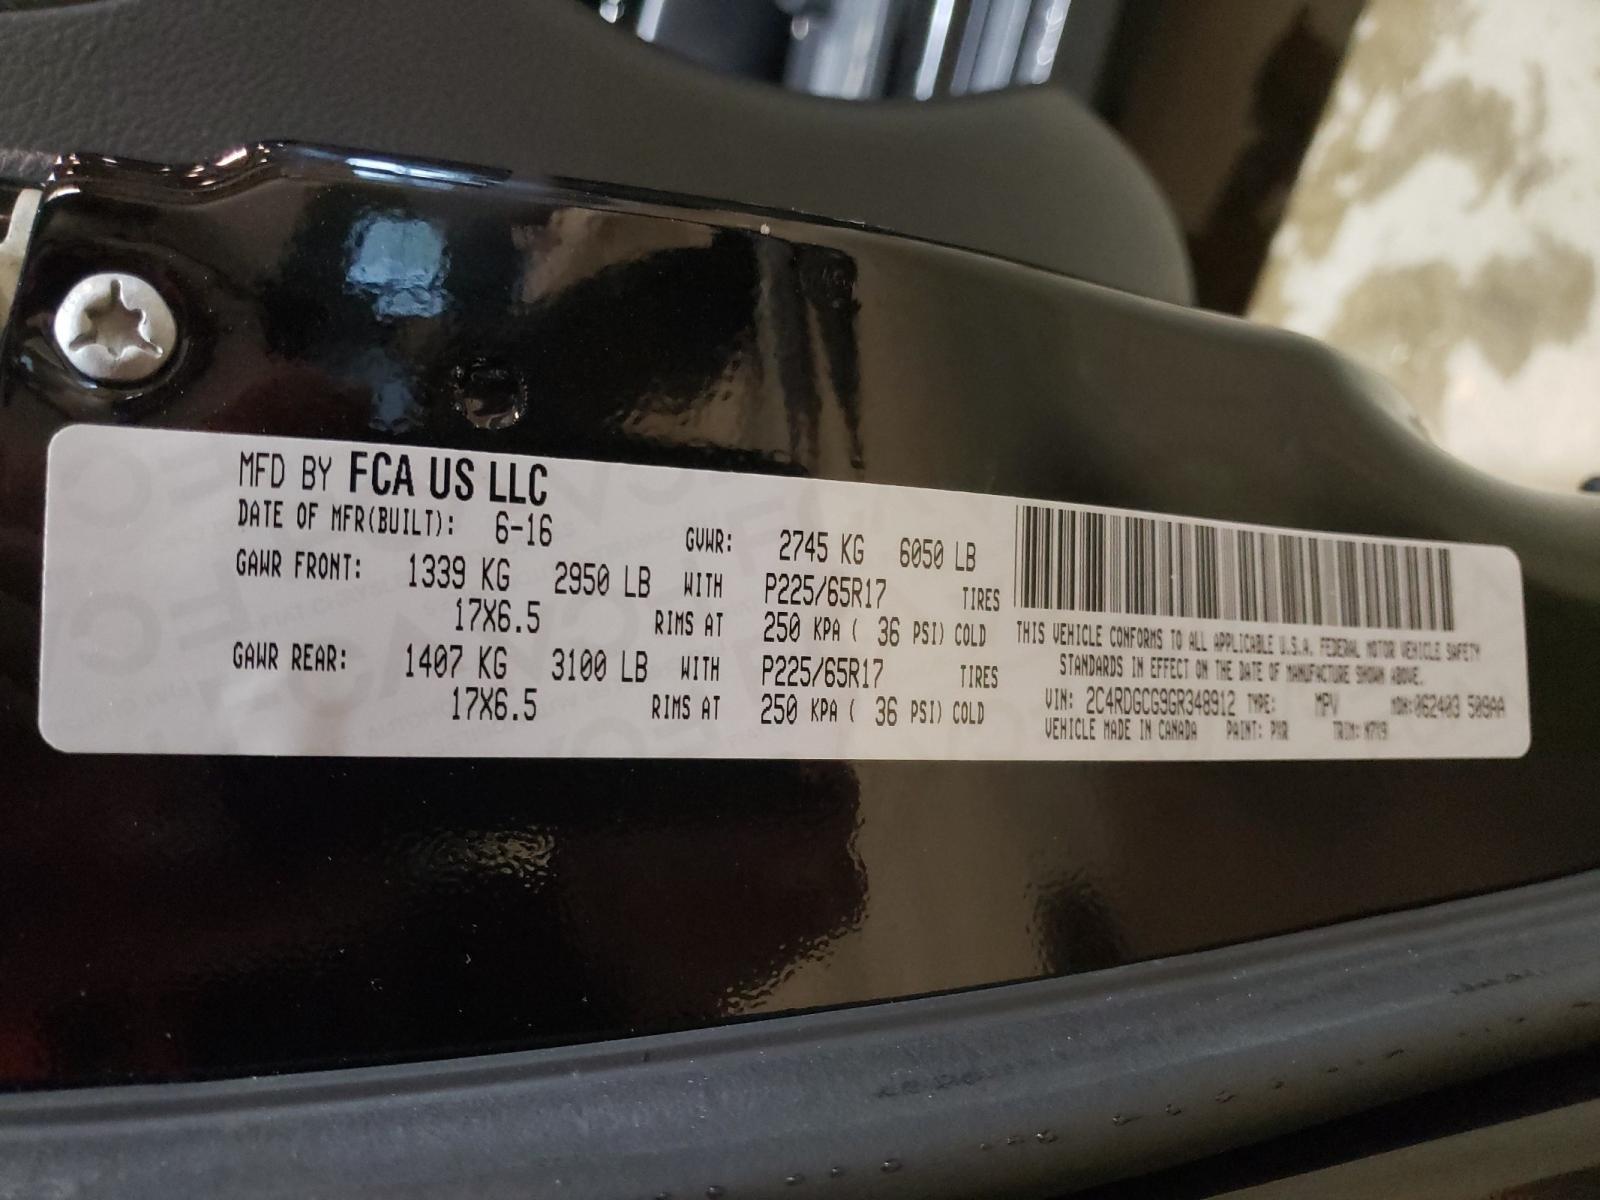 MFD BY FCA US LLC
DATE OF MFR(BUILT): 6-16 GVWR: 2745 KG 6050 LB
GAWR FRONT: 1339 KG 2950 LB WITH P225/65R17 TIRES
17X6.5 RIMS AT 250 KPA ( 36 PSI) COLD
GAWR REAR: 1407 KG 3100 LB WITH P225/65R17 TIRES
17X6.5 RIMS AT 250 KPA ( 36 PSI) COLD
THIS VEHICLE CONFORMS TO ALL APPLICABLE U.S.A. FEDERAL MOTOR VEHICLE SAFETY
STANDARDS IN EFFECT ON THE DATE OF MANUFACTURE SHOWN ABOVE.
VIN: 2C4RDGCG9GR348912 TYPE: MPV MDH:062403 509AA
VEHICLE MADE IN CANADA PAINT: PXR TRIM: